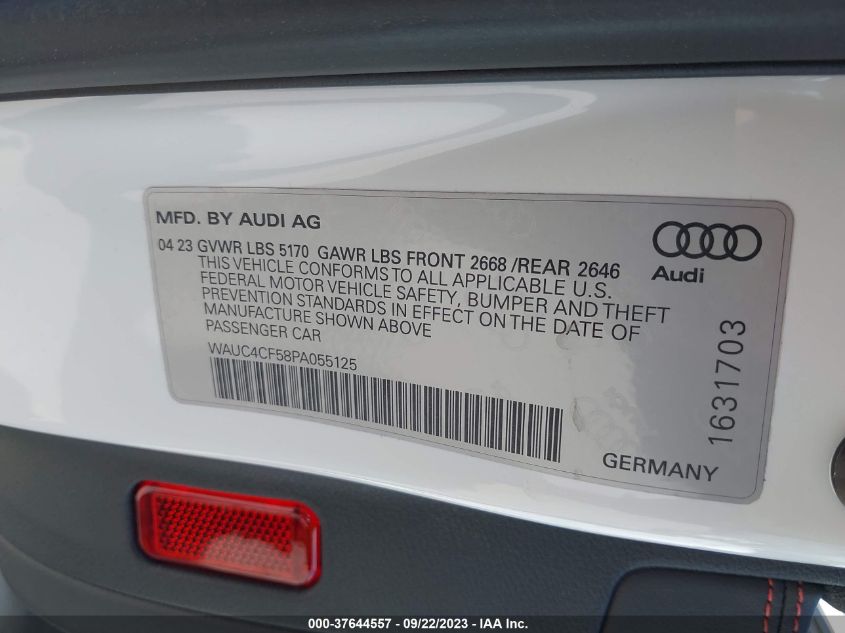 MFD. BY AUDI AG
04 23 GVWR LBS 5170 GAWR LBS FRONT 2668 /REAR 2646
THIS VEHICLE CONFORMS TO ALL APPLICABLE U.S.
FEDERAL MOTOR VEHICLE SAFETY, BUMPER AND THEFT
PREVENTION STANDARDS IN EFFECT ON THE DATE OF
MANUFACTURE SHOWN ABOVE
PASSENGER CAR
WAUC4CF58PA055125
Audi
1631703
GERMANY
000-37644557 / 09/22/2023 - IAA Inc.